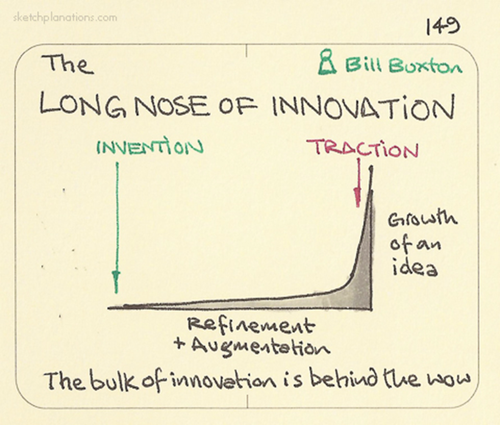 sketchplanations.com
149
The
Bill Buxton
LONG NOSE OF INNOVATION
INVENTION
TRACTION
Growth
of an
idea
Refinement
+ Augmentation
The bulk of innovation is behind the wow